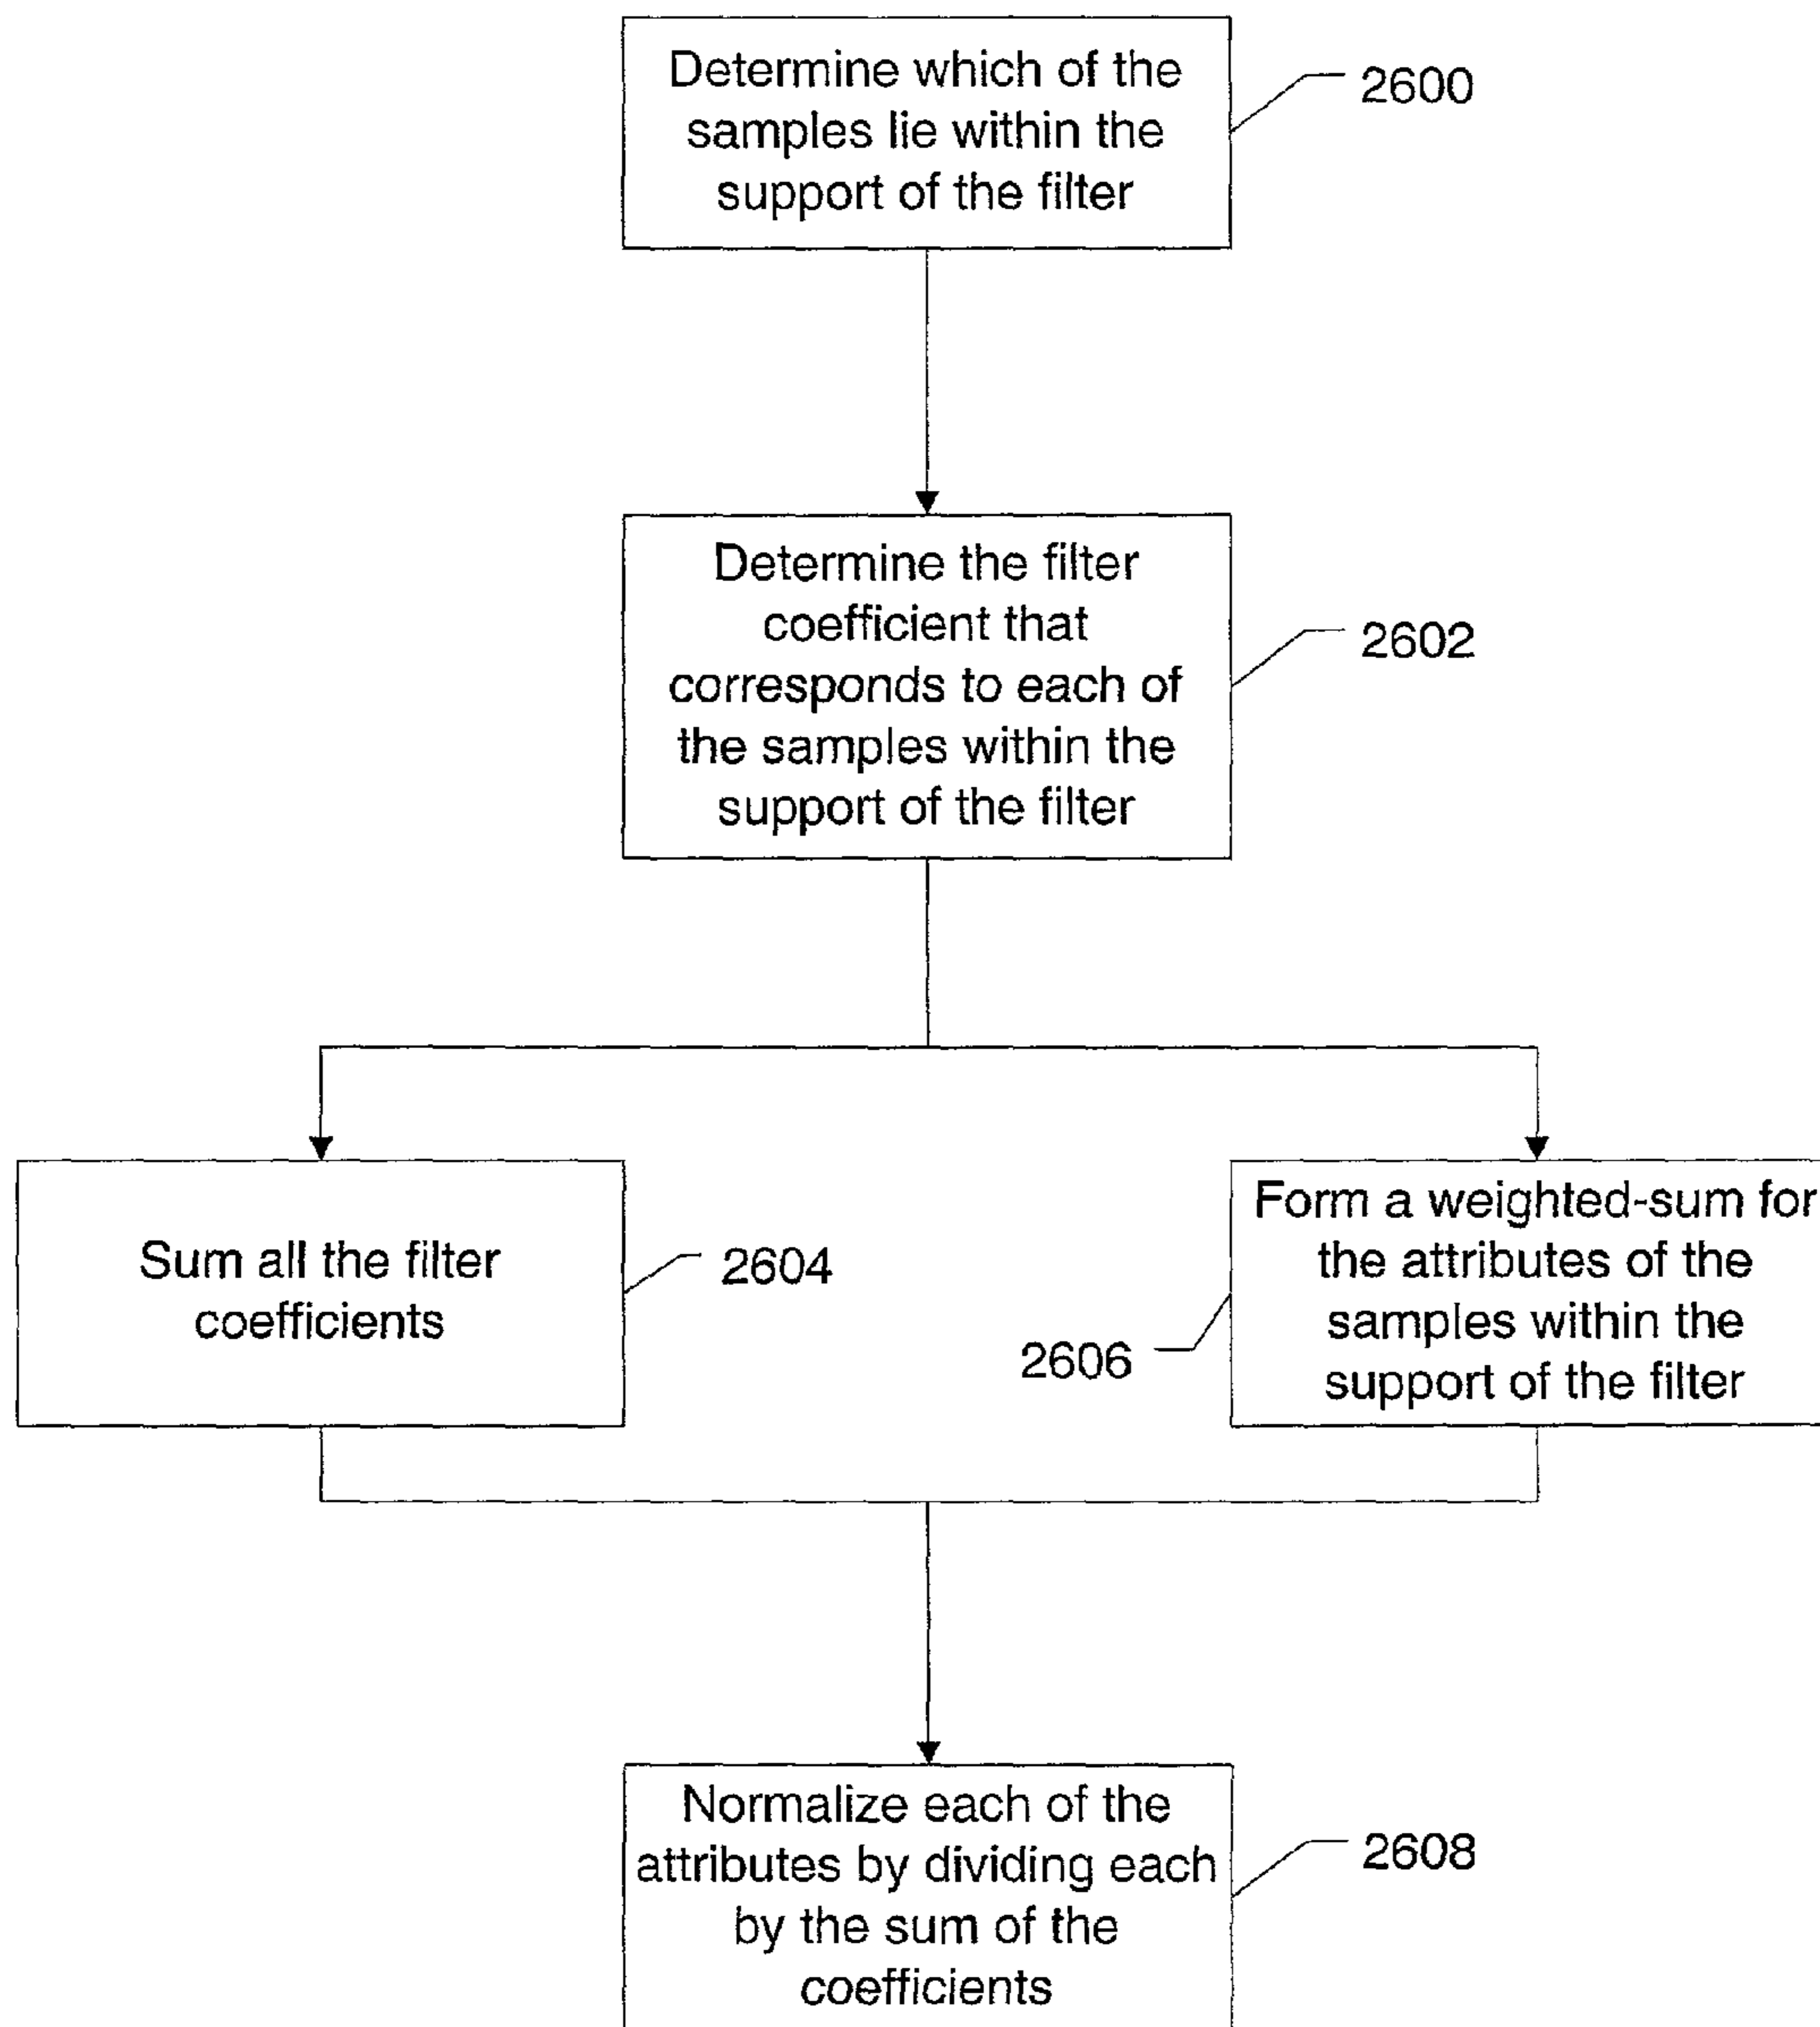 Determine which of the
samples lie within the
support of the filter
2600
Determine the filter
coefficient that
corresponds to each of
the samples within the
support of the filter
2602
Sum all the filter
coefficients
2604
Form a weighted-sum for
the attributes of the
samples within the
support of the filter
2606
Normalize each of the
attributes by dividing each
by the sum of the
coefficients
2608